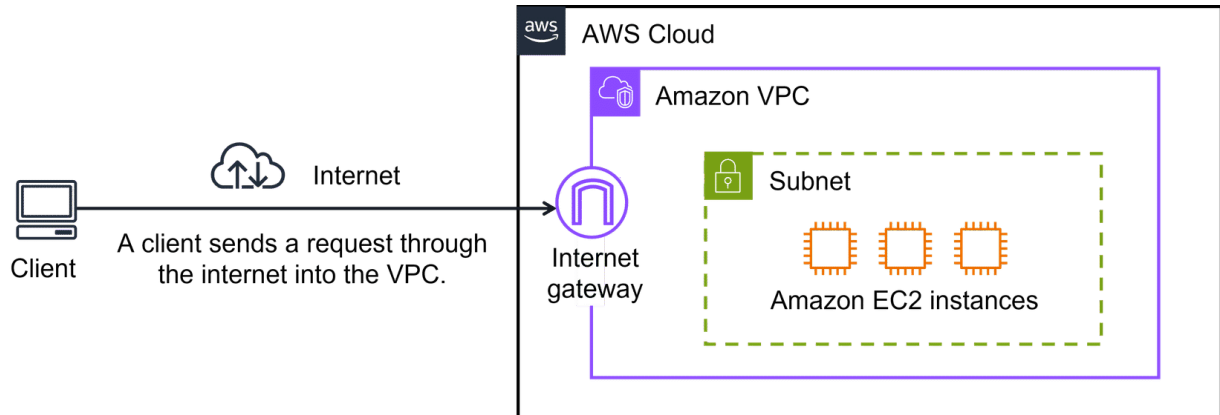 aws
AWS Cloud
Amazon VPC
Internet
Subnet
A client sends a request through
the internet into the VPC.
Client
Internet
gateway
Amazon EC2 instances